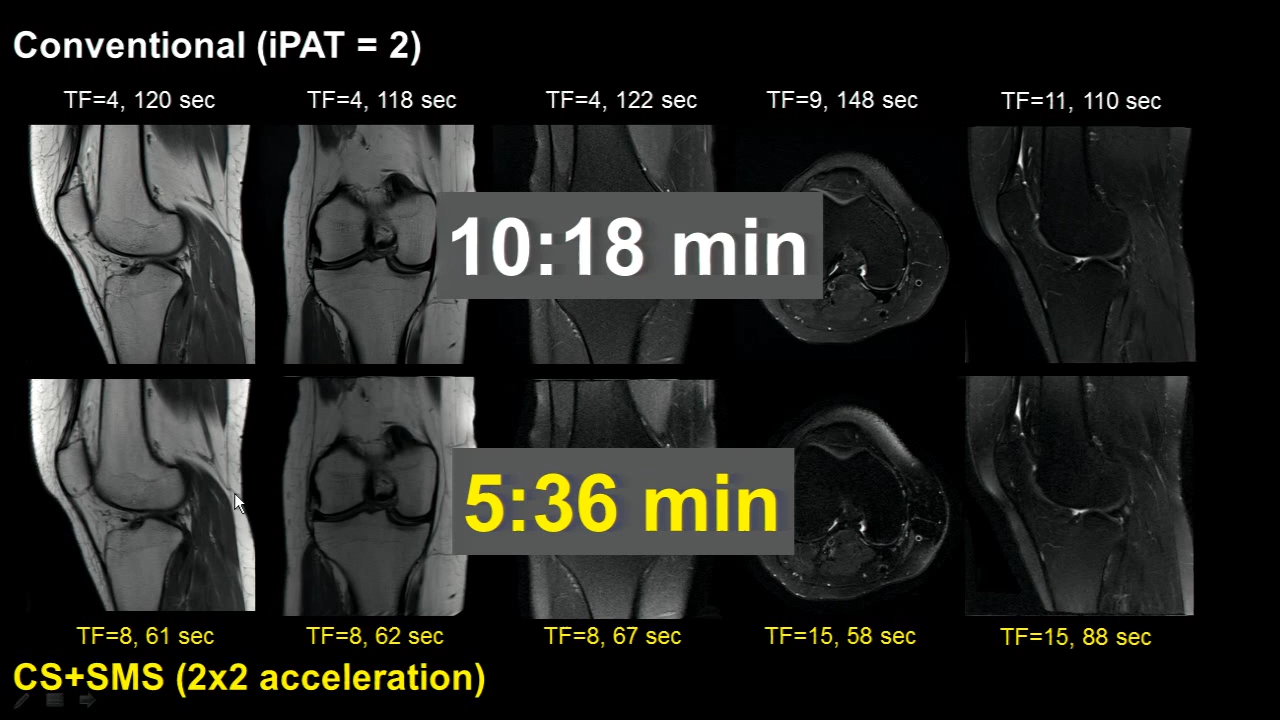 Conventional (iPAT = 2)
TF=4, 120 sec
TF=4, 118 sec
TF=4, 122 sec
TF=9, 148 sec
TF=11, 110 sec
10:18 min
5:36 min
TF=8, 61 sec
TF=8, 62 sec
TF=8, 67 sec
TF=15, 58 sec
TF=15, 88 sec
CS+SMS (2x2 acceleration)